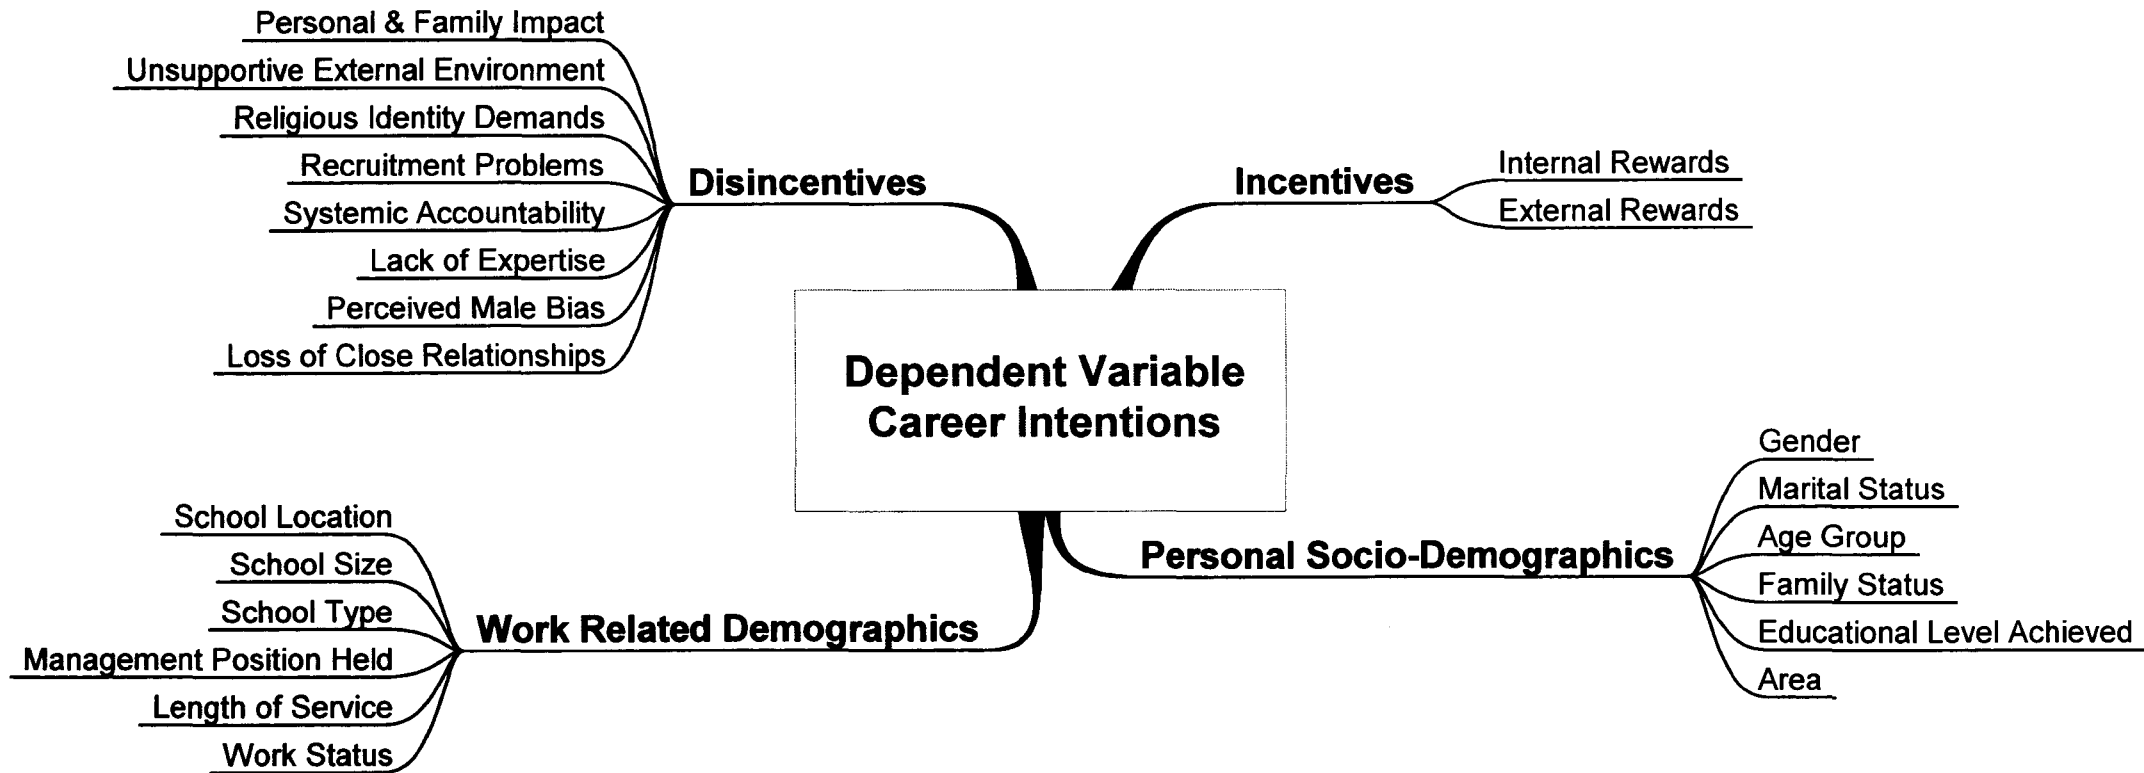 Personal & Family Impact
Unsupportive External Environment
Religious Identity Demands
Recruitment Problems
Systemic Accountability
Lack of Expertise
Perceived Male Bias
Loss of Close Relationships
Disincentives
Incentives
Internal Rewards
External Rewards
Dependent Variable
Career Intentions
School Location
School Size
School Type
Management Position Held
Length of Service
Work Status
Work Related Demographics
Personal Socio-Demographics
Gender
Marital Status
Age Group
Family Status
Educational Level Achieved
Area